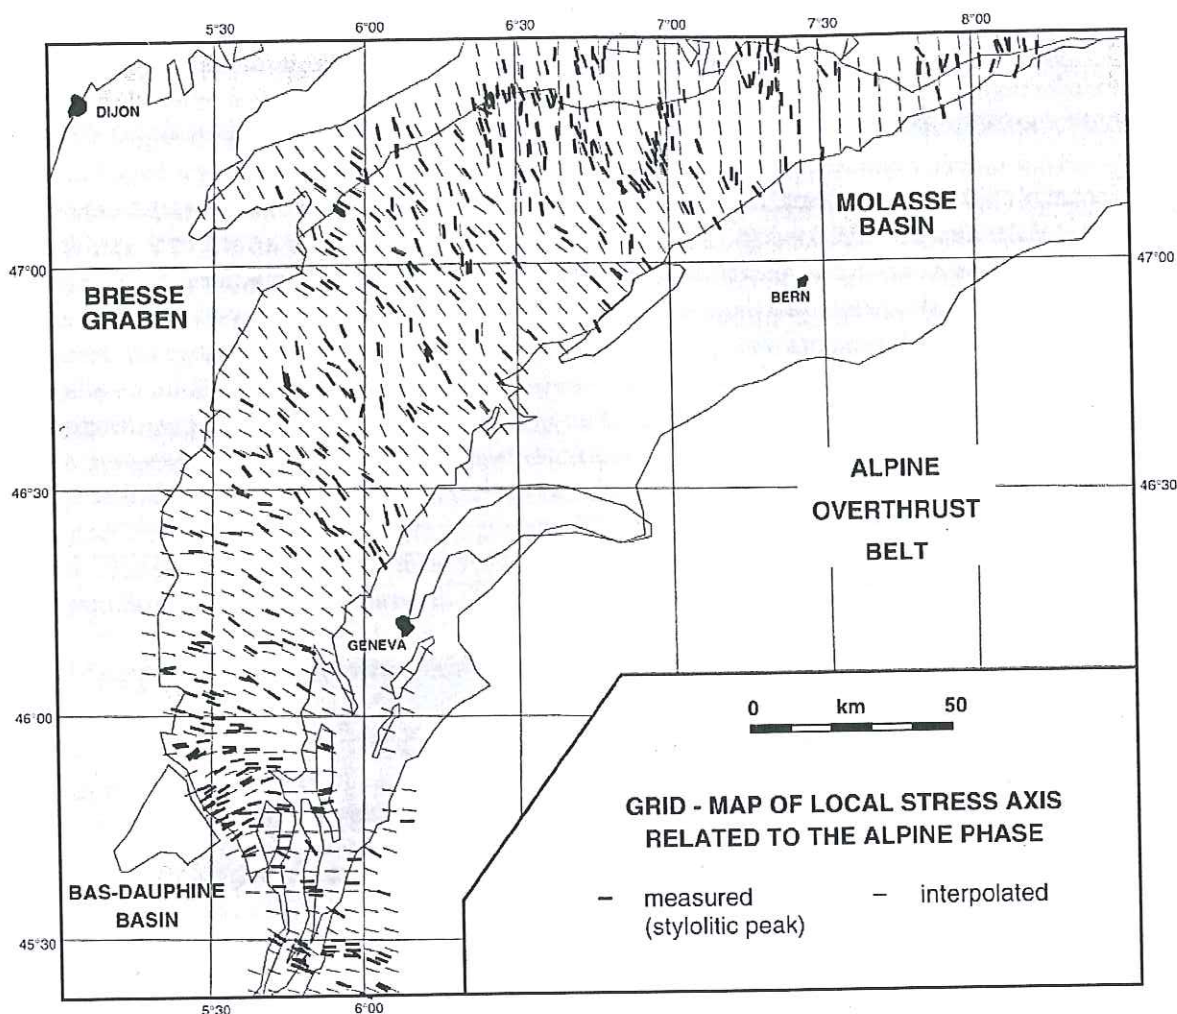 5°30
6°00
6°30
7°00
7°30
8°00
DIJON
MOLASSE
BASIN
47°00
47°00
BRESSE
GRABEN
BERN
ALPINE
OVERTHRUST
BELT
46°30
46°30
GENEVA
46°00
0 km 50
GRID - MAP OF LOCAL STRESS AXIS
RELATED TO THE ALPINE PHASE
measured
(stylolitic peak)
interpolated
BAS-DAUPHINE
BASIN
45°30
5°30
6°00